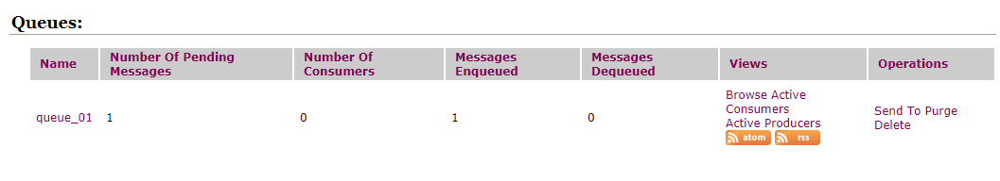 Queues:
Name Number Of Pending Messages Number Of Consumers Messages Enqueued Messages Dequeued Views Operations
queue_01 1 0 1 0 Browse Active Consumers Active Producers atom rss Send To Purge Delete